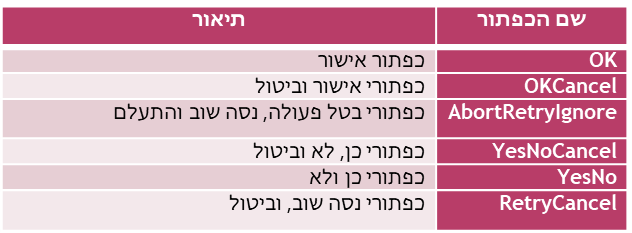 שם הכפתור תיאור
OK כפתור אישור
OKCancel כפתורי אישור וביטול
AbortRetryIgnore כפתורי בטל פעולה, נסה שוב והתעלם
YesNoCancel כפתורי כן, לא וביטול
YesNo כפתורי כן ולא
RetryCancel כפתורי נסה שוב, וביטול